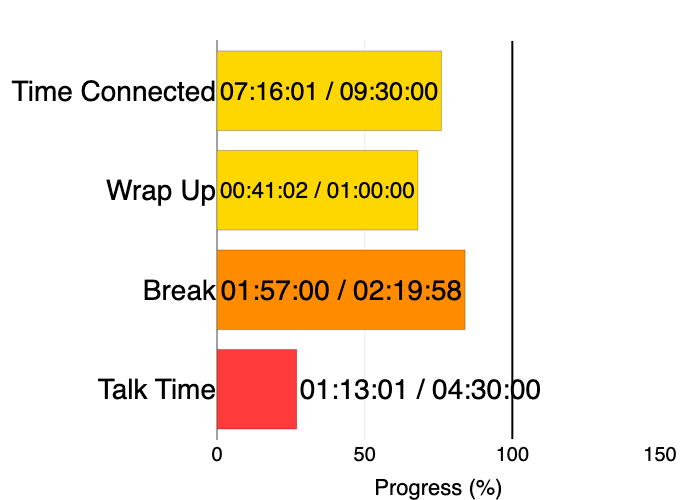 Time Connected 07:16:01 / 09:30:00
Wrap Up 00:41:02 / 01:00:00
Break 01:57:00 / 02:19:58
Talk Time 01:13:01 / 04:30:00
0 50 100 150
Progress (%)